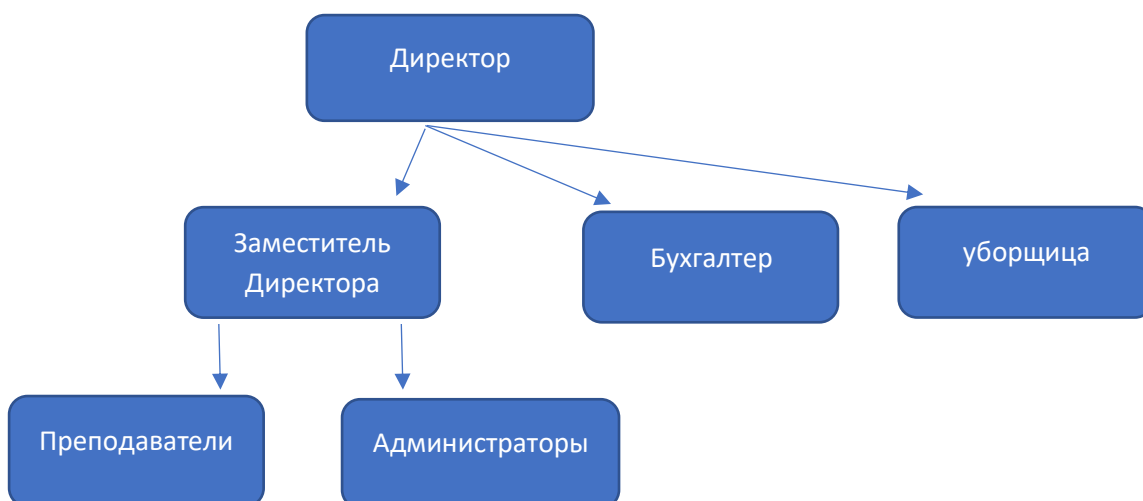 Директор
Заместитель
Директора
Бухгалтер
уборщица
Преподаватели
Администраторы